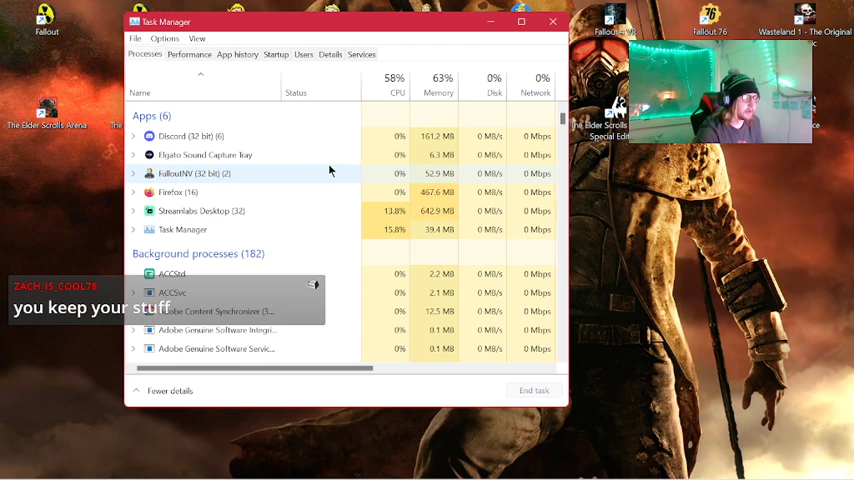 Task Manager
File Options View
Processes Performance App history Startup Users Details Services
58% 63% 0% 0%
Name Status CPU Memory Disk Network
Apps (6)
Discord (32 bit) (6) 0% 161.2 MB 0 MB/s 0 Mbps
Elgato Sound Capture Tray 0% 6.3 MB 0 MB/s 0 Mbps
FalloutNV (32 bit) (2) 0% 52.9 MB 0 MB/s 0 Mbps
Firefox (16) 0% 467.6 MB 0 MB/s 0 Mbps
Streamlabs Desktop (32) 13.8% 642.9 MB 0 MB/s 0 Mbps
Task Manager 15.8% 39.4 MB 0 MB/s 0 Mbps
Background processes (182)
ACCStd 0% 2.2 MB 0 MB/s 0 Mbps
ACCSvc 0% 2.1 MB 0 MB/s 0 Mbps
Adobe Content Synchronizer (3... 0% 12.5 MB 0 MB/s 0 Mbps
Adobe Genuine Software Integri... 0% 0.1 MB 0 MB/s 0 Mbps
Adobe Genuine Software Servic... 0% 0.1 MB 0 MB/s 0 Mbps
Fewer details End task
ZACH_IS_COOL78
you keep your stuff
Fallout
The Elder Scrolls Arena
VR
Fallout 76
Wasteland 1 - The Original
The Elder Scrolls
Special Edit